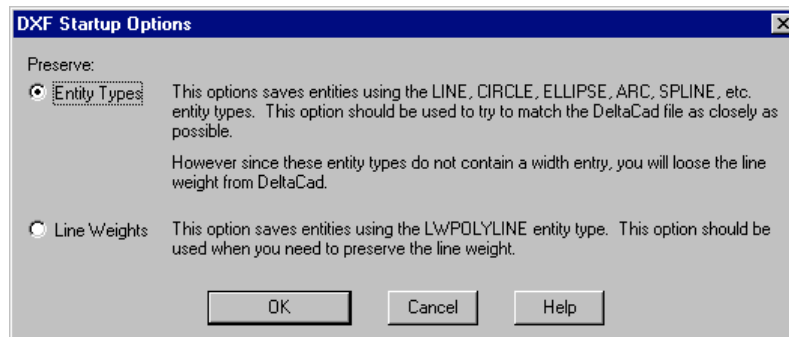 DXF Startup Options
Preserve:
Entity Types
This options saves entities using the LINE, CIRCLE, ELLIPSE, ARC, SPLINE, etc.
entity types. This option should be used to try to match the DeltaCad file as closely as
possible.
However since these entity types do not contain a width entry, you will loose the line
weight from DeltaCad.
Line Weights
This option saves entities using the LWPOLYLINE entity type. This option should be
used when you need to preserve the line weight.
OK
Cancel
Help